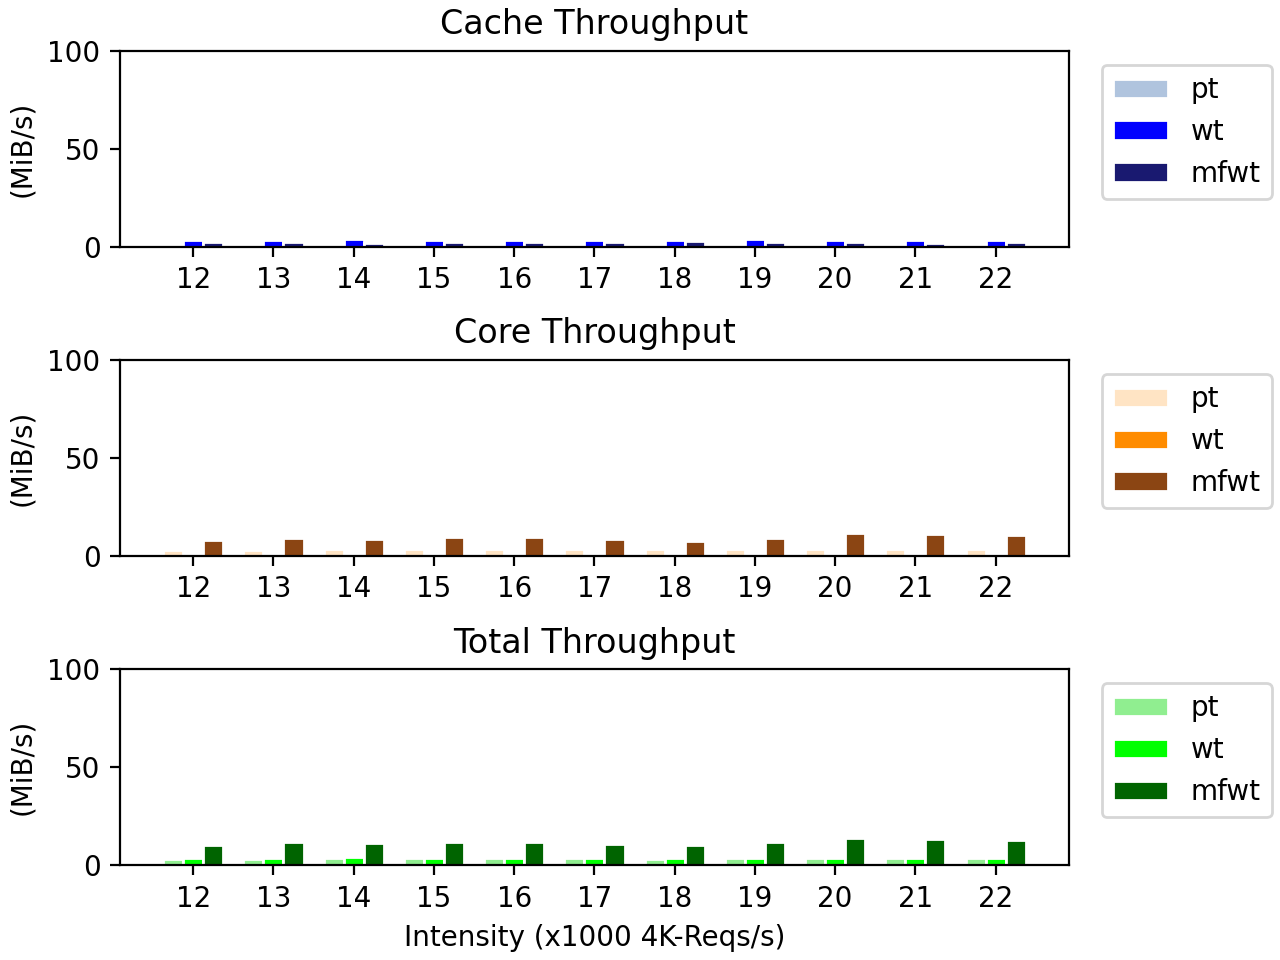 Cache Throughput
100
50
0
(MiB/s)
12 13 14 15 16 17 18 19 20 21 22
pt
wt
mfwt
Core Throughput
100
50
0
(MiB/s)
12 13 14 15 16 17 18 19 20 21 22
pt
wt
mfwt
Total Throughput
100
50
0
(MiB/s)
12 13 14 15 16 17 18 19 20 21 22
Intensity (x1000 4K-Reqs/s)
pt
wt
mfwt